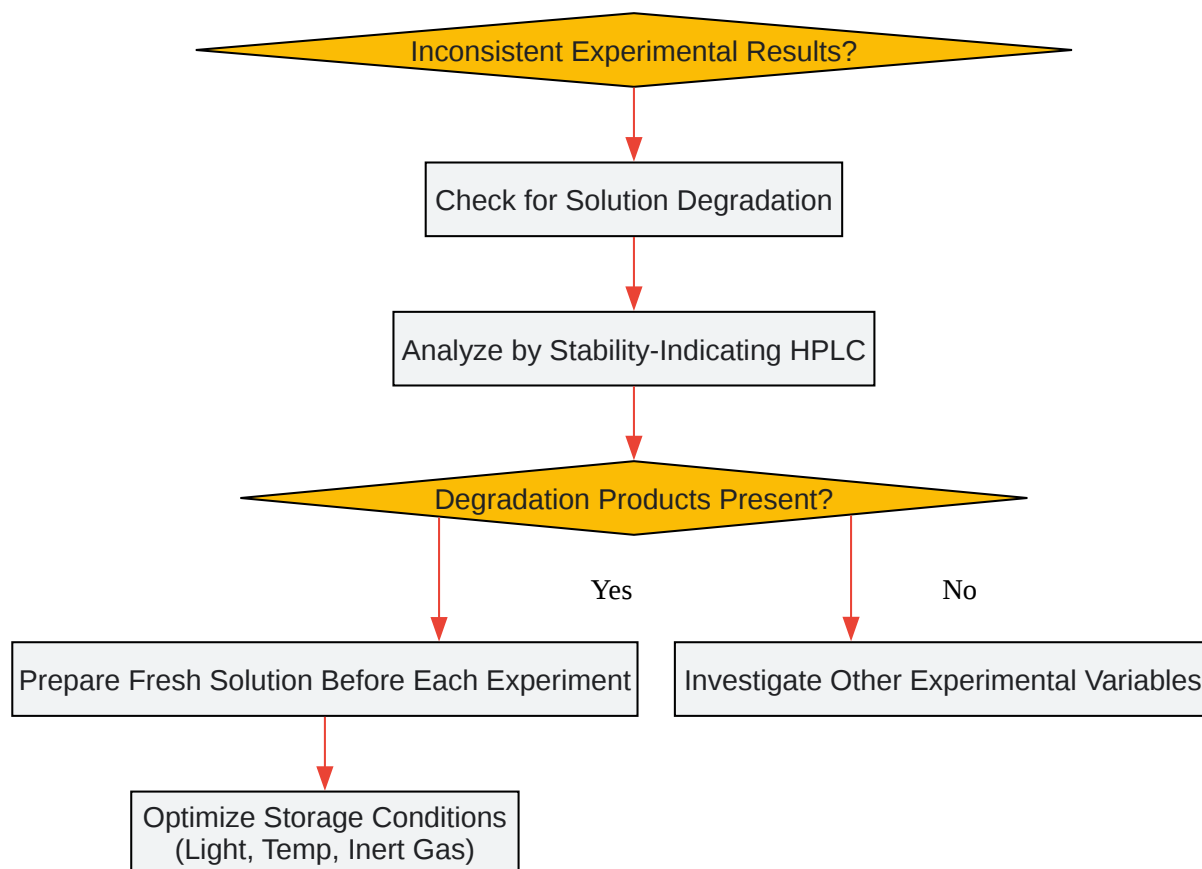 Inconsistent Experimental Results?
Check for Solution Degradation
Analyze by Stability-Indicating HPLC
Degradation Products Present?
Yes
No
Prepare Fresh Solution Before Each Experiment
Investigate Other Experimental Variables
Optimize Storage Conditions
(Light, Temp, Inert Gas)